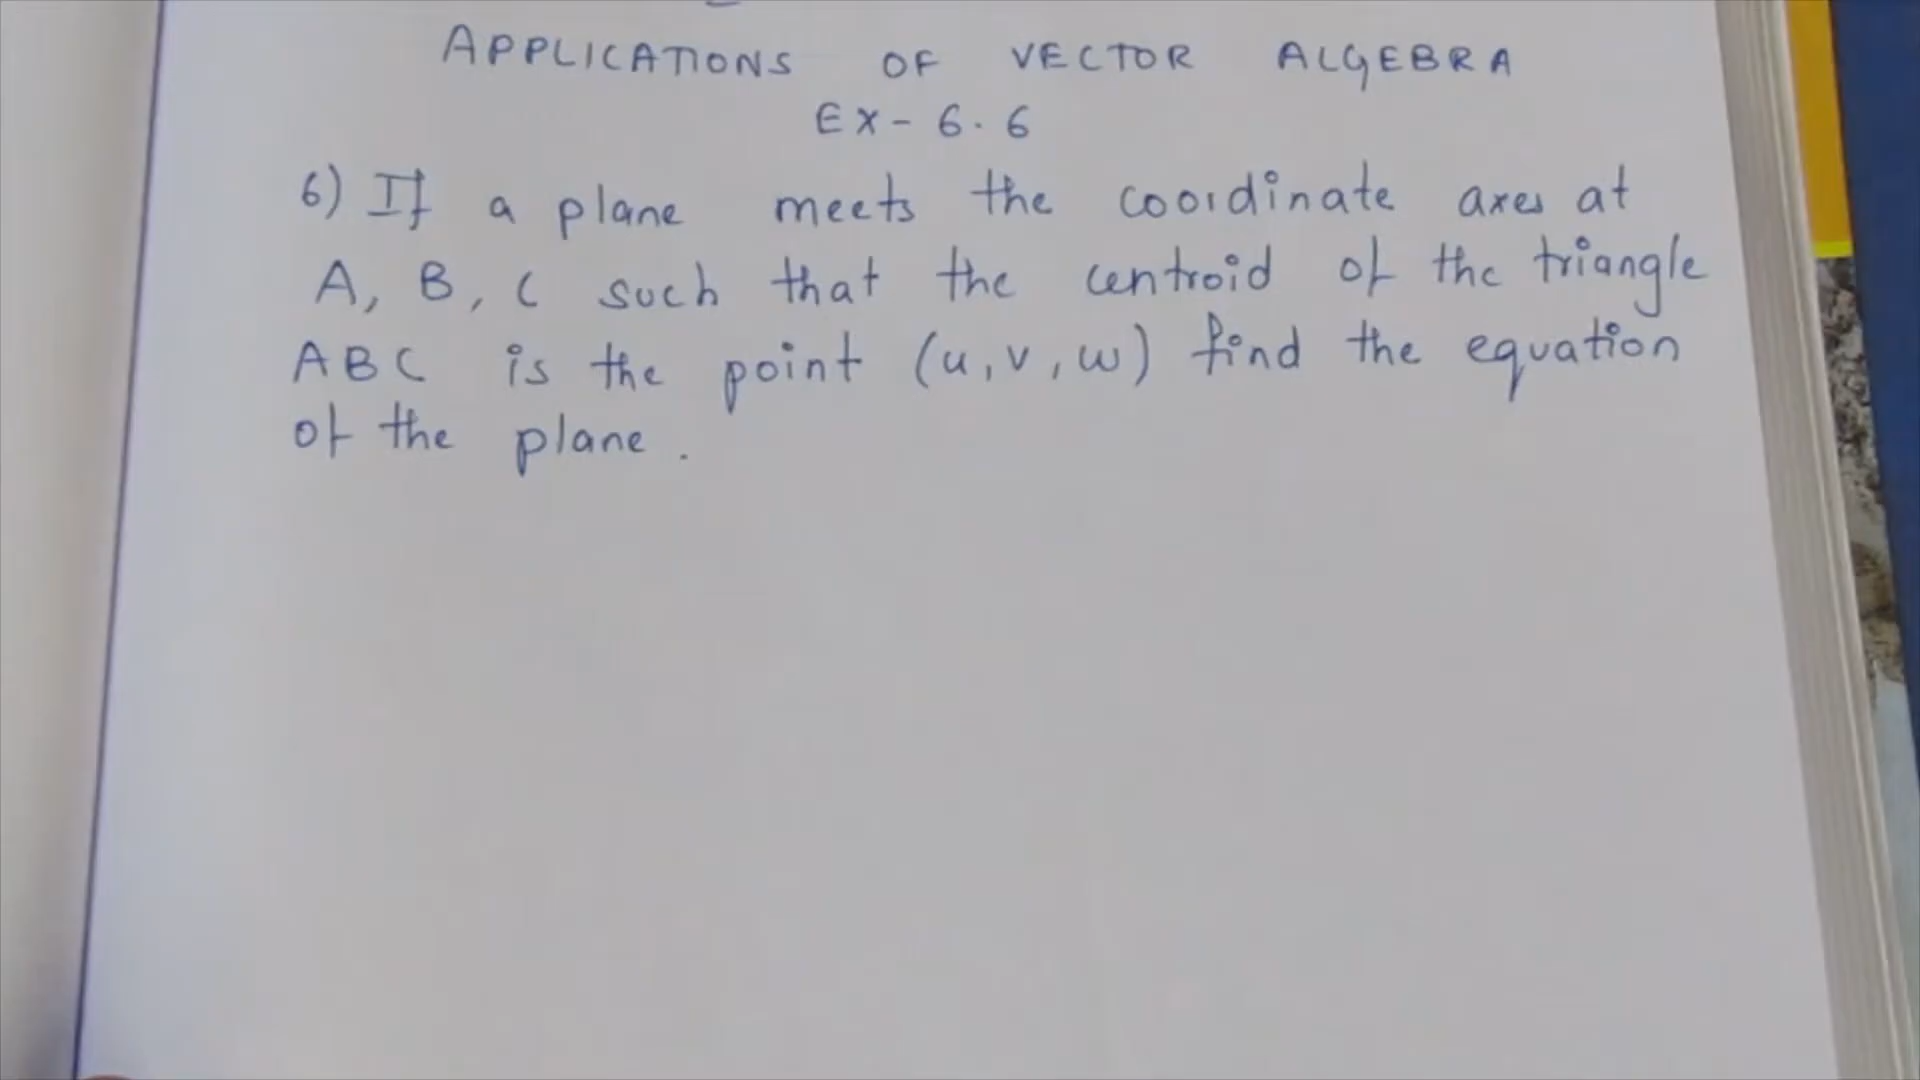 APPLICATIONS OF VECTOR ALGEBRA
EX - 6.6
6) If a plane meets the coordinate axes at
A, B, C such that the centroid of the triangle
ABC is the point (u, v, w) find the equation
of the plane.